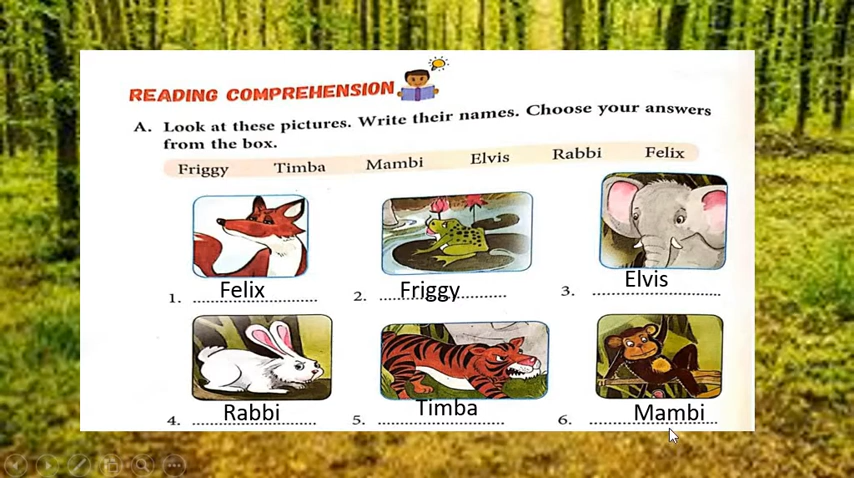 READING COMPREHENSION
A. Look at these pictures. Write their names. Choose your answers
from the box.
Friggy Timba Mambi Elvis Rabbi Felix
1. Felix 2. Friggy 3. Elvis
4. Rabbi 5. Timba 6. Mambi